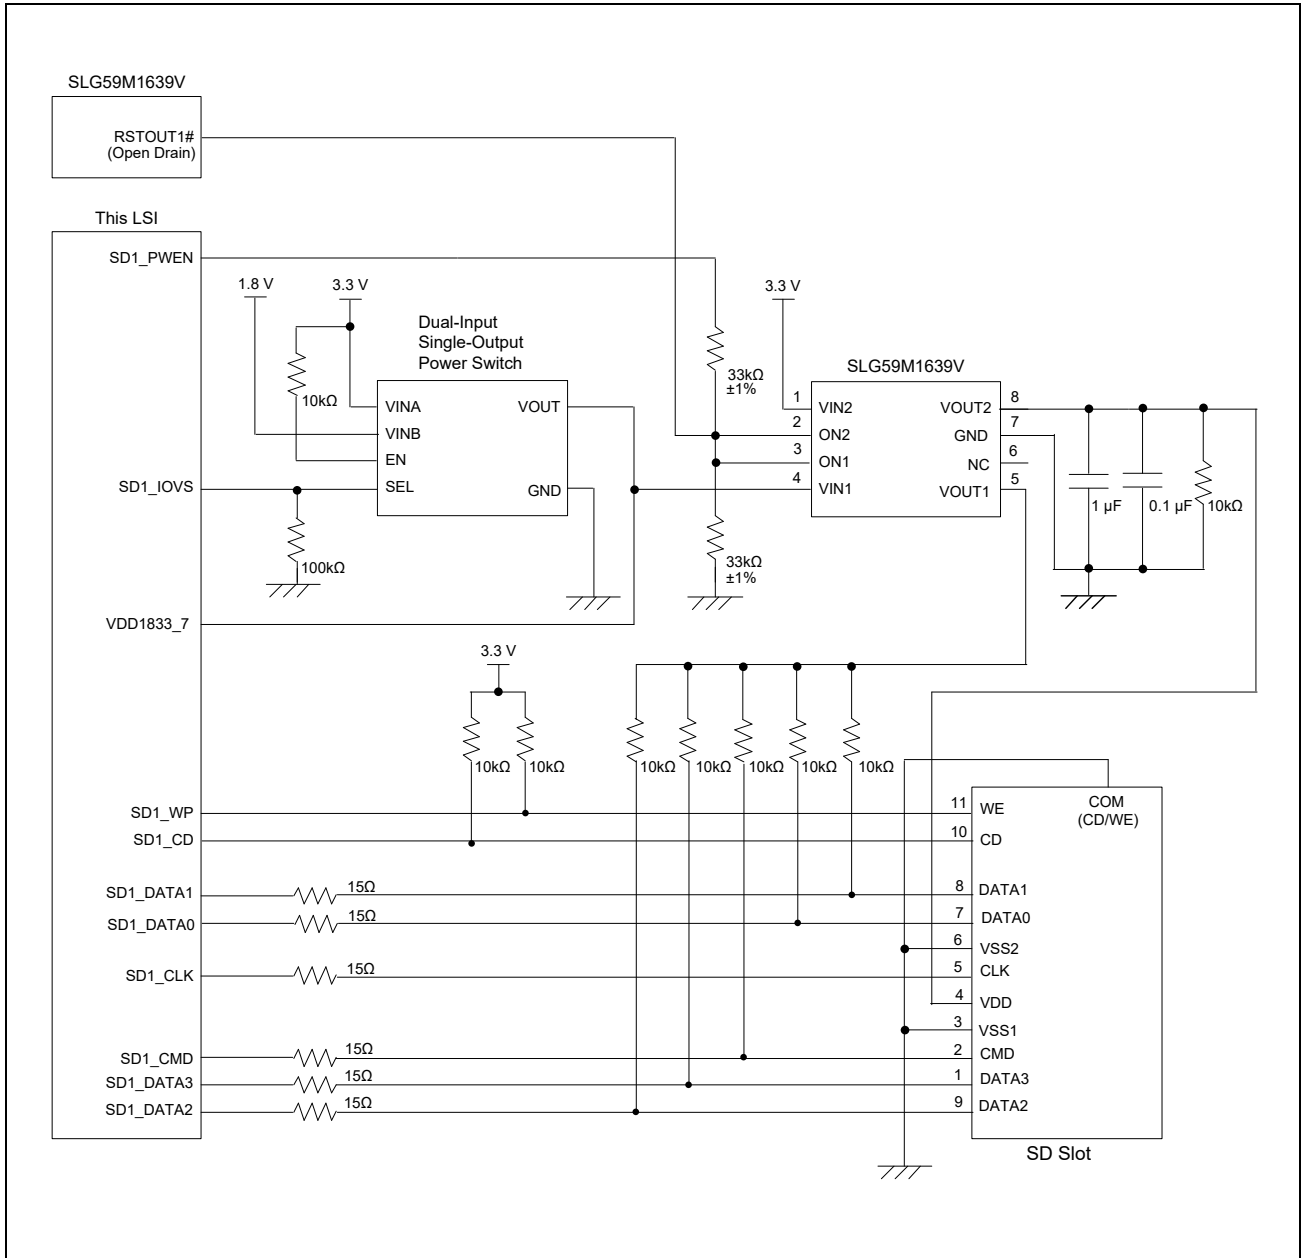 SLG59M1639V
RSTOUT1#
(Open Drain)
This LSI
SD1_PWEN
1.8 V
3.3 V
3.3 V
Dual-Input
Single-Output
Power Switch
33kΩ
±1%
SLG59M1639V
10kΩ
VINA
VOUT
VINB
EN
SEL
GND
1
VIN2
VOUT2
8
2
ON2
GND
7
3
ON1
NC
6
4
VIN1
VOUT1
5
1 µF
0.1 µF
10kΩ
SD1_IOVS
100kΩ
33kΩ
±1%
VDD1833_7
3.3 V
10kΩ
10kΩ
10kΩ
10kΩ
10kΩ
10kΩ
10kΩ
COM
(CD/WE)
SD1_WP
11
WE
SD1_CD
10
CD
SD1_DATA1
15Ω
8
DATA1
SD1_DATA0
15Ω
7
DATA0
6
VSS2
SD1_CLK
15Ω
5
CLK
4
VDD
3
VSS1
SD1_CMD
15Ω
2
CMD
SD1_DATA3
15Ω
1
DATA3
SD1_DATA2
15Ω
9
DATA2
SD Slot